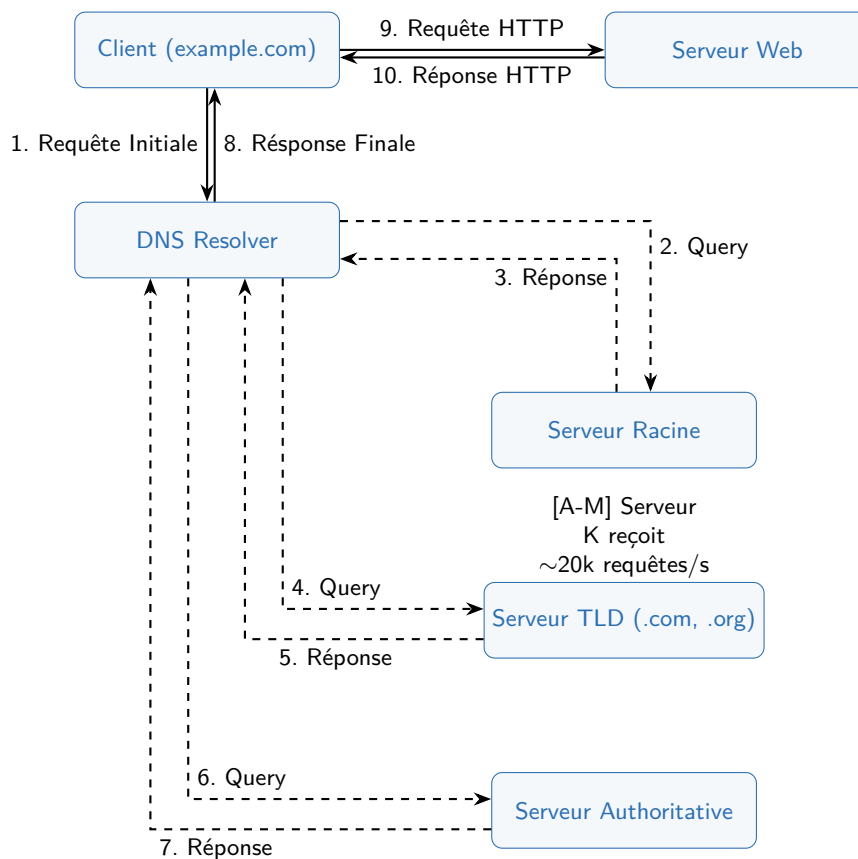 9. Requête HTTP
Client (example.com)
Serveur Web
10. Réponse HTTP
1. Requête Initiale
8. Résponse Finale
DNS Resolver
2. Query
3. Réponse
Serveur Racine
[A-M] Serveur
K reçoit
∼20k requêtes/s
4. Query
Serveur TLD (.com, .org)
5. Réponse
6. Query
Serveur Authoritative
7. Réponse